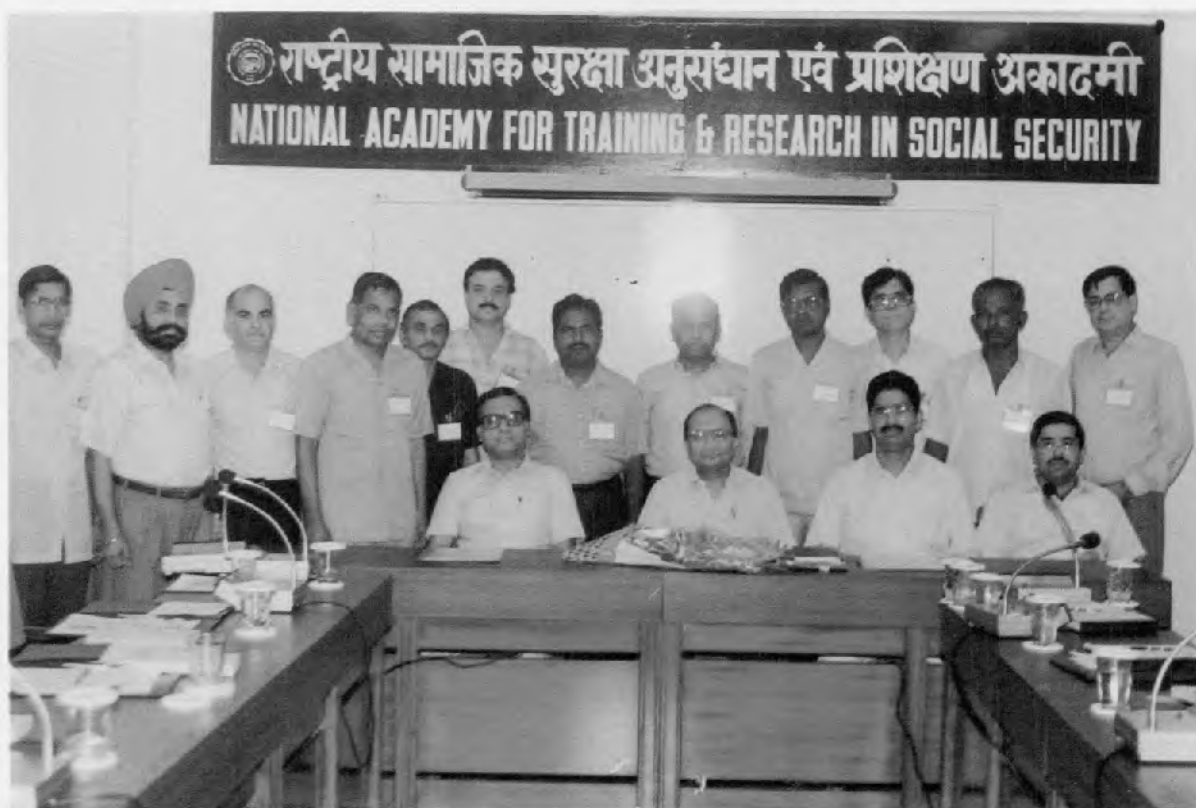 राष्ट्रीय सामाजिक सुरक्षा अनुसंधान एवं प्रशिक्षण अकादमी
NATIONAL ACADEMY FOR TRAINING & RESEARCH IN SOCIAL SECURITY